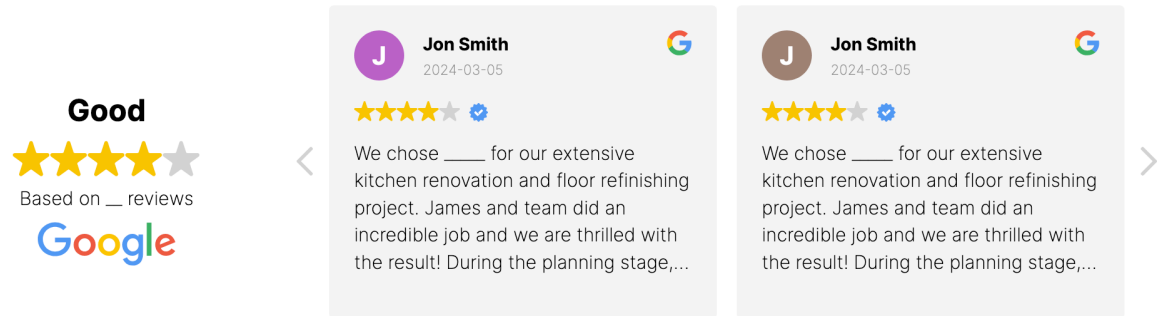 Good
Based on __ reviews
Google
J
Jon Smith
2024-03-05
G
We chose ____ for our extensive
kitchen renovation and floor refinishing
project. James and team did an
incredible job and we are thrilled with
the result! During the planning stage,...
J
Jon Smith
2024-03-05
G
We chose ____ for our extensive
kitchen renovation and floor refinishing
project. James and team did an
incredible job and we are thrilled with
the result! During the planning stage,...